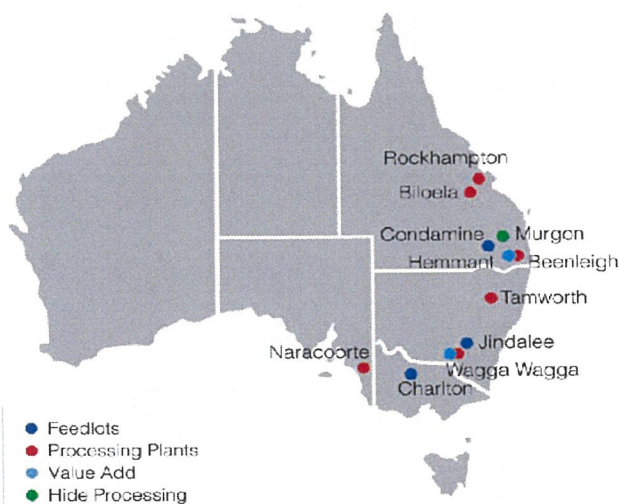 Rockhampton
Biloela
Condamine
Murgon
Hemmant
Beenleigh
Tamworth
Jindalee
Naracoorte
Wagga Wagga
Charlton
Feedlots
Processing Plants
Value Add
Hide Processing